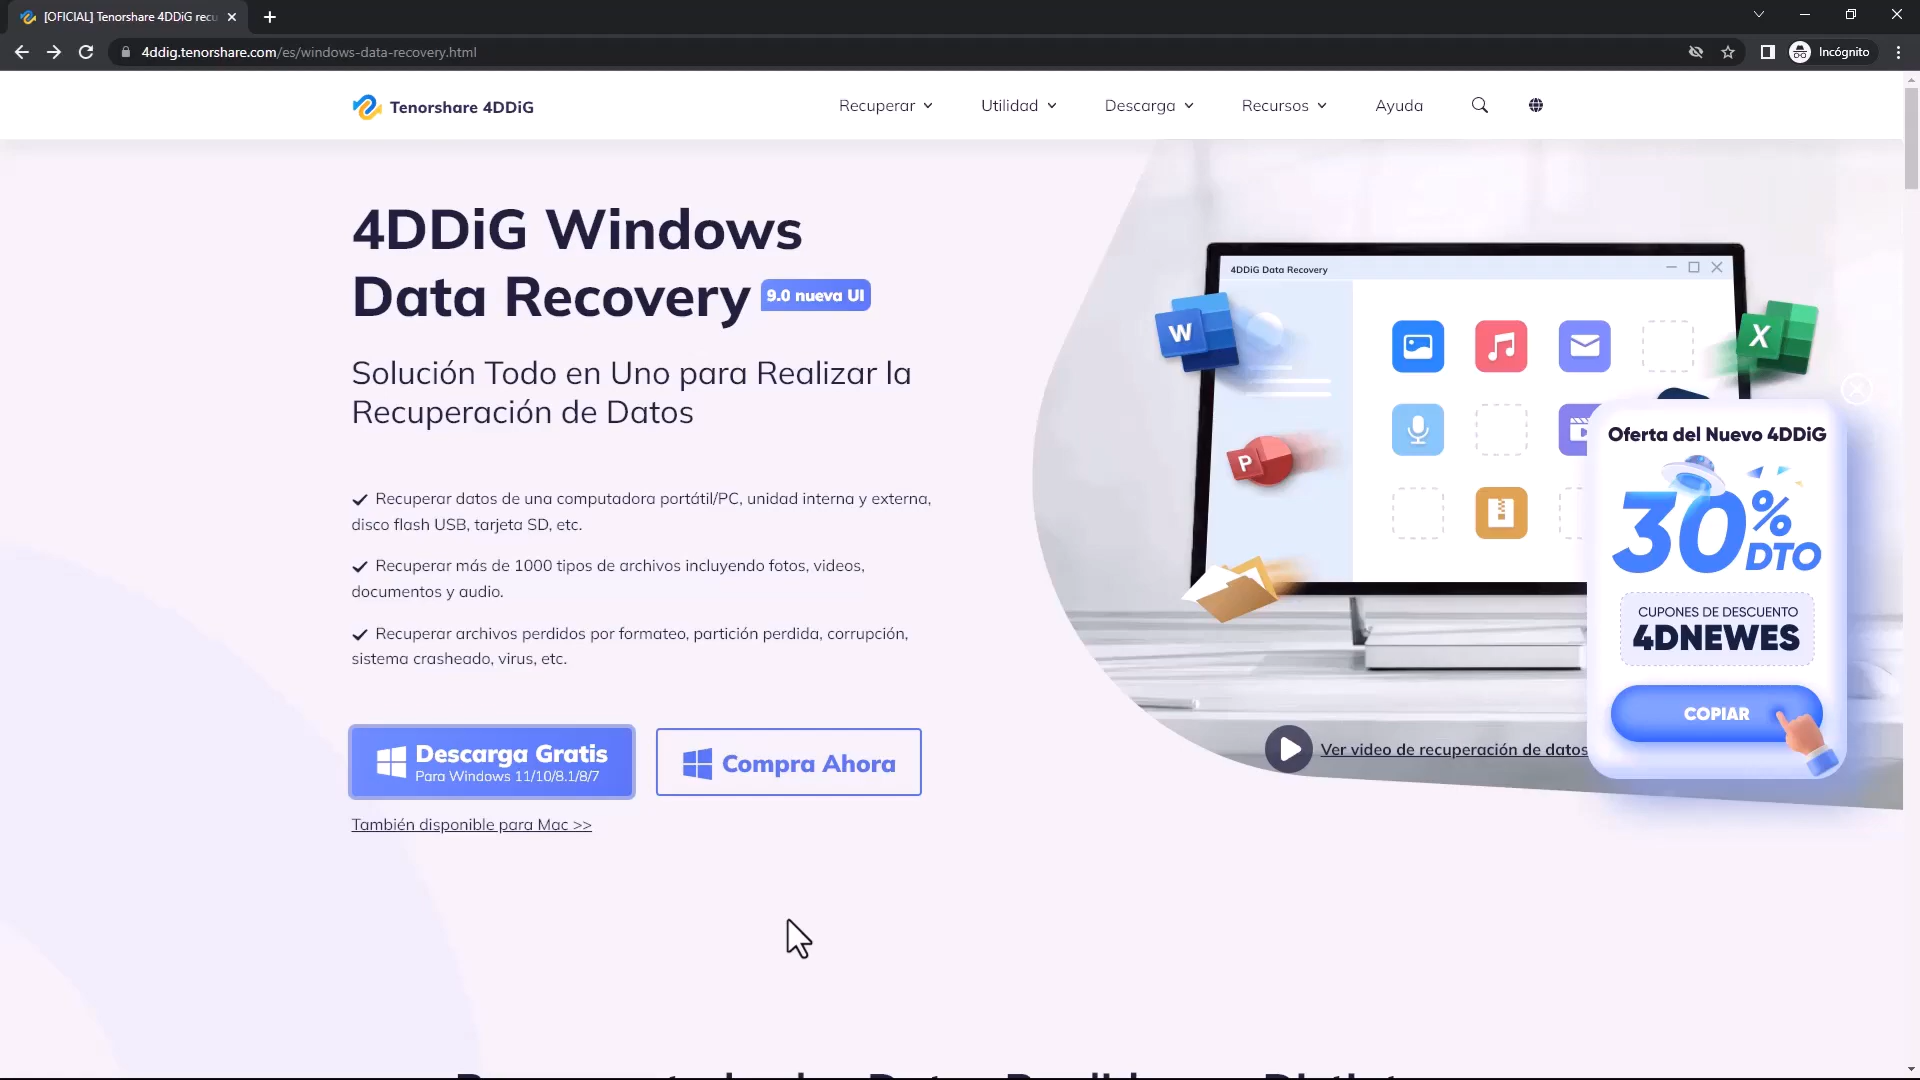 [OFICIAL] Tenorshare 4DDiG recu
4ddig.tenorshare.com/es/windows-data-recovery.html
Incógnito
Tenorshare 4DDiG
Recuperar
Utilidad
Descarga
Recursos
Ayuda
4DDiG Windows
Data Recovery
9.0 nueva UI
Solución Todo en Uno para Realizar la
Recuperación de Datos
Recuperar datos de una computadora portátil/PC, unidad interna y externa,
disco flash USB, tarjeta SD, etc.
Recuperar más de 1000 tipos de archivos incluyendo fotos, videos,
documentos y audio.
Recuperar archivos perdidos por formateo, partición perdida, corrupción,
sistema crasheado, virus, etc.
Descarga Gratis
Para Windows 11/10/8.1/8/7
Compra Ahora
También disponible para Mac >>
4DDiG Data Recovery
W
X
P
Ver video de recuperación de datos
Oferta del Nuevo 4DDiG
30%
DTO
CUPONES DE DESCUENTO
4DNEWES
COPIAR